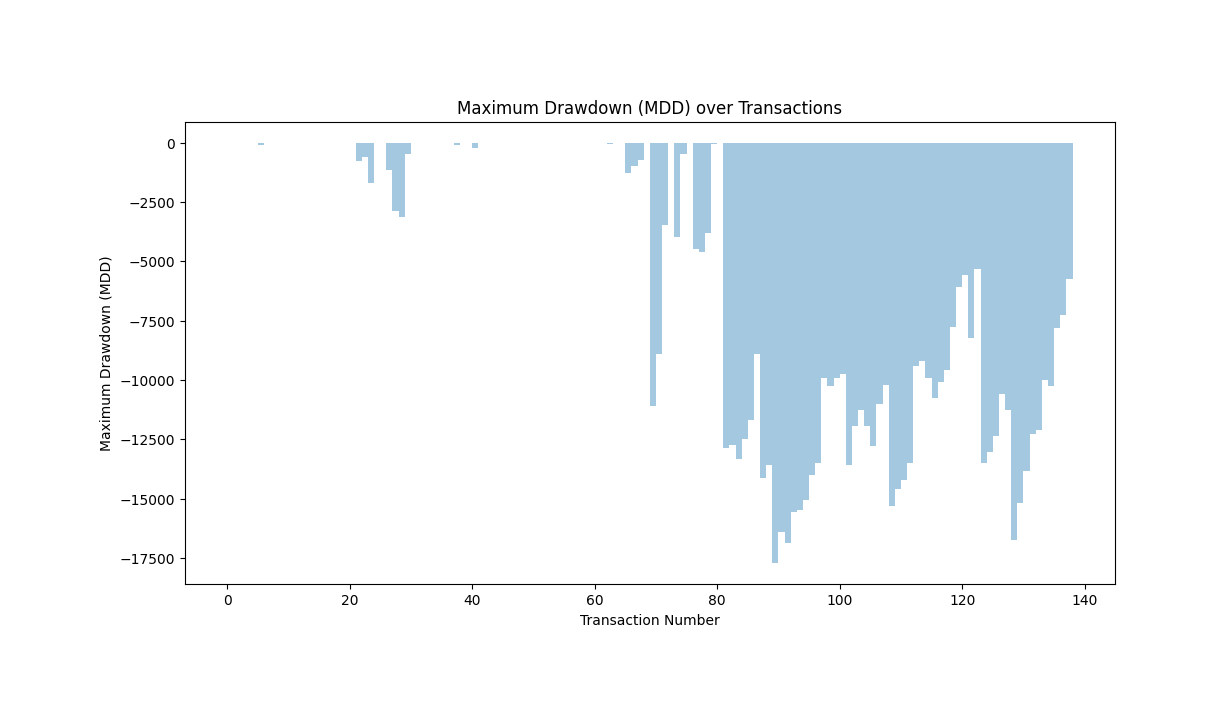 Maximum Drawdown (MDD) over Transactions
Maximum Drawdown (MDD)
0
−2500
−5000
−7500
−10000
−12500
−15000
−17500
0 20 40 60 80 100 120 140
Transaction Number